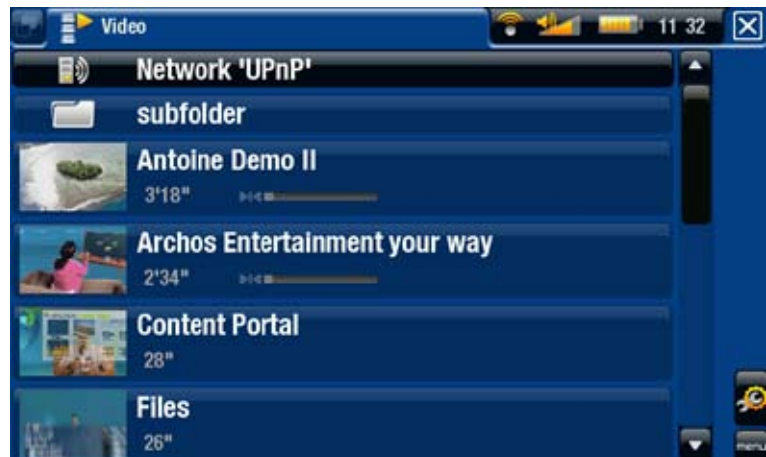 Video
11 32
Network 'UPnP'
subfolder
Antoine Demo II
3'18"
Archos Entertainment your way
2'34"
Content Portal
28"
Files
26"
menu